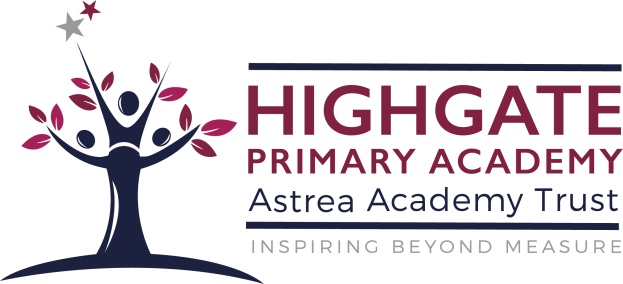 HIGHGATE
PRIMARY ACADEMY
Astrea Academy Trust
INSPIRING BEYOND MEASURE